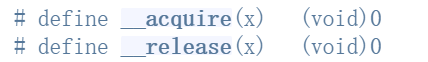 # define __acquire(x)   (void)0
# define __release(x)   (void)0